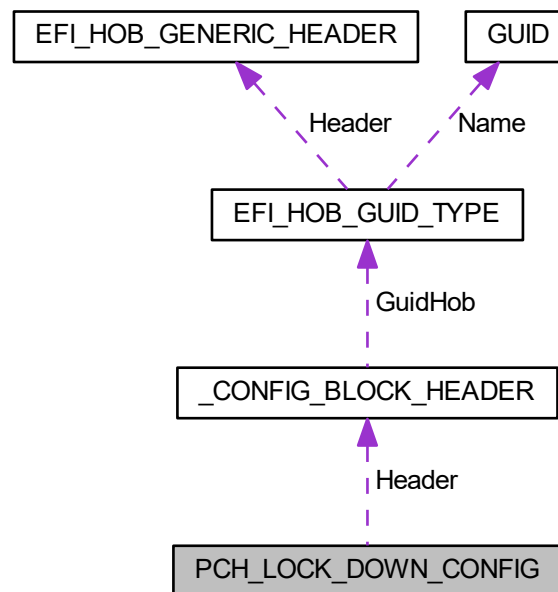 EFI_HOB_GENERIC_HEADER
GUID
Header
Name
EFI_HOB_GUID_TYPE
GuidHob
_CONFIG_BLOCK_HEADER
Header
PCH_LOCK_DOWN_CONFIG